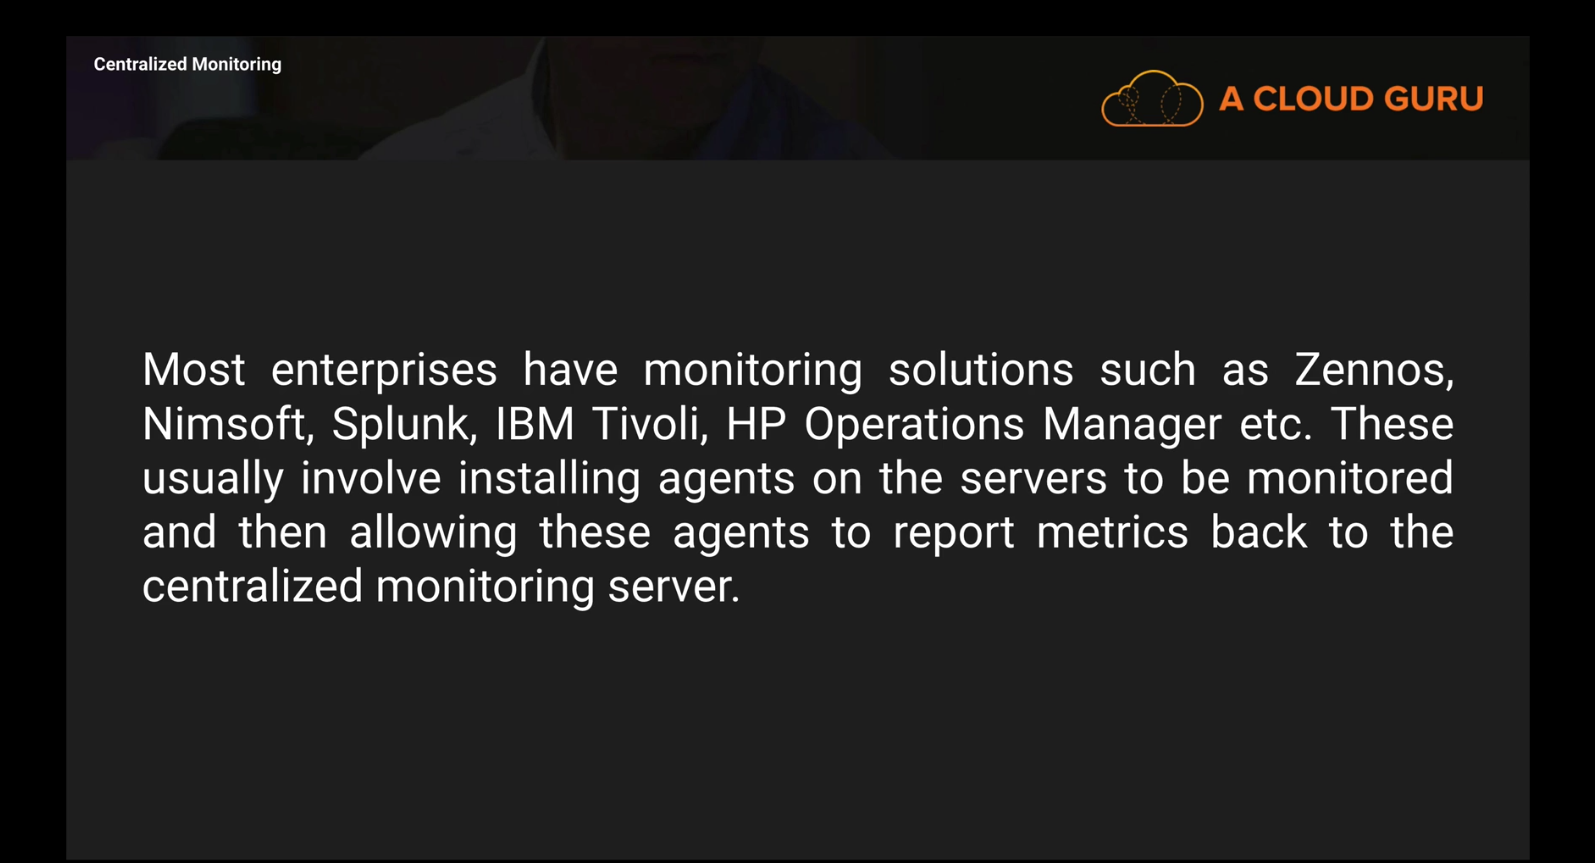 Centralized Monitoring
A CLOUD GURU
Most enterprises have monitoring solutions such as Zennos,
Nimsoft, Splunk, IBM Tivoli, HP Operations Manager etc. These
usually involve installing agents on the servers to be monitored
and then allowing these agents to report metrics back to the
centralized monitoring server.